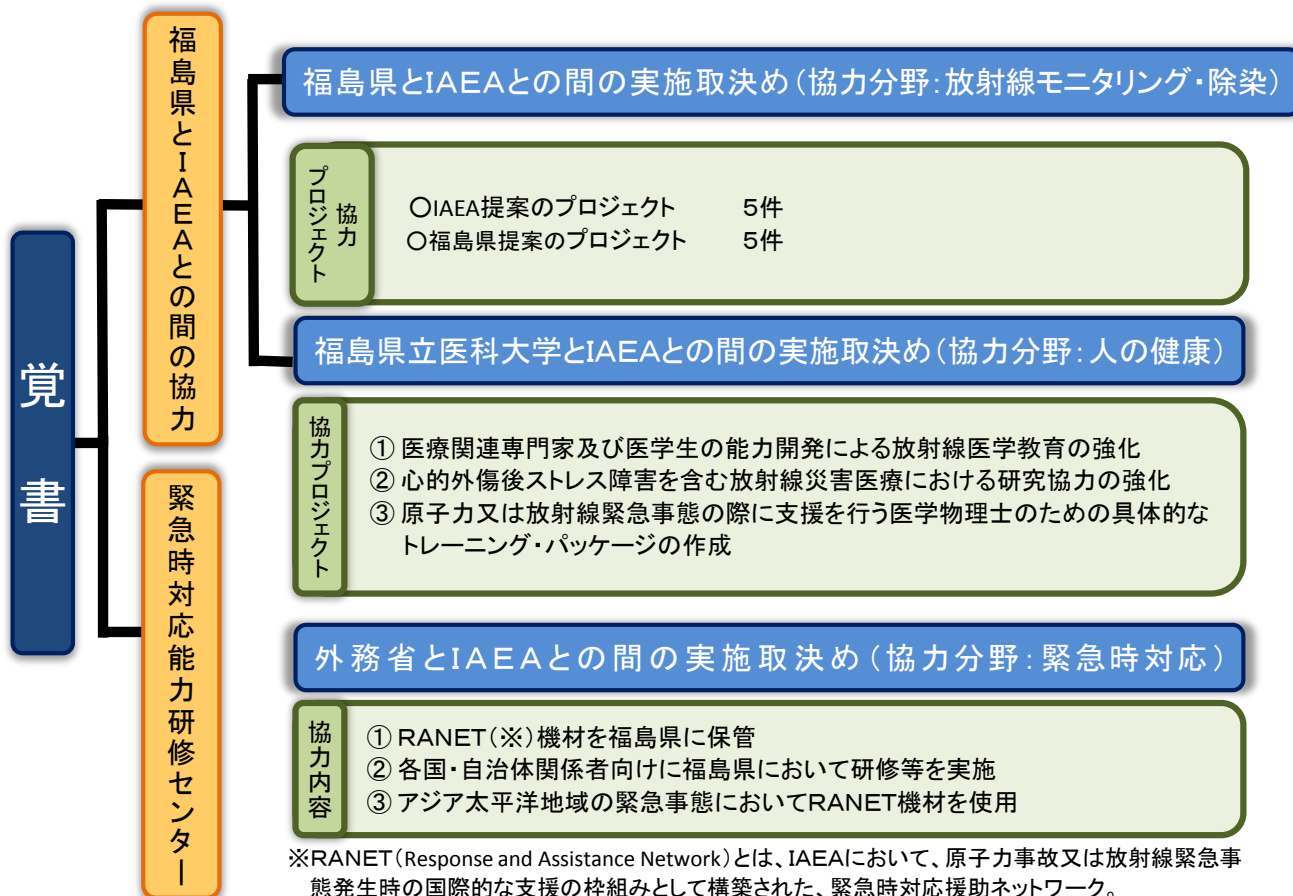 覚書
福島県とIAEAとの間の協力
福島県とIAEAとの間の実施取決め(協力分野:放射線モニタリング・除染)
協力プロジェクト
○IAEA提案のプロジェクト 5件
○福島県提案のプロジェクト 5件
福島県立医科大学とIAEAとの間の実施取決め(協力分野:人の健康)
協力プロジェクト
① 医療関連専門家及び医学生の能力開発による放射線医学教育の強化
② 心的外傷後ストレス障害を含む放射線災害医療における研究協力の強化
③ 原子力又は放射線緊急事態の際に支援を行う医学物理士のための具体的な
トレーニング・パッケージの作成
緊急時対応能力研修センター
外務省とIAEAとの間の実施取決め(協力分野:緊急時対応)
協力内容
① RANET(※)機材を福島県に保管
② 各国・自治体関係者向けに福島県において研修等を実施
③ アジア太平洋地域の緊急事態においてRANET機材を使用
※RANET(Response and Assistance Network)とは、IAEAにおいて、原子力事故又は放射線緊急事
態発生時の国際的な支援の枠組みとして構築された、緊急時対応援助ネットワーク。